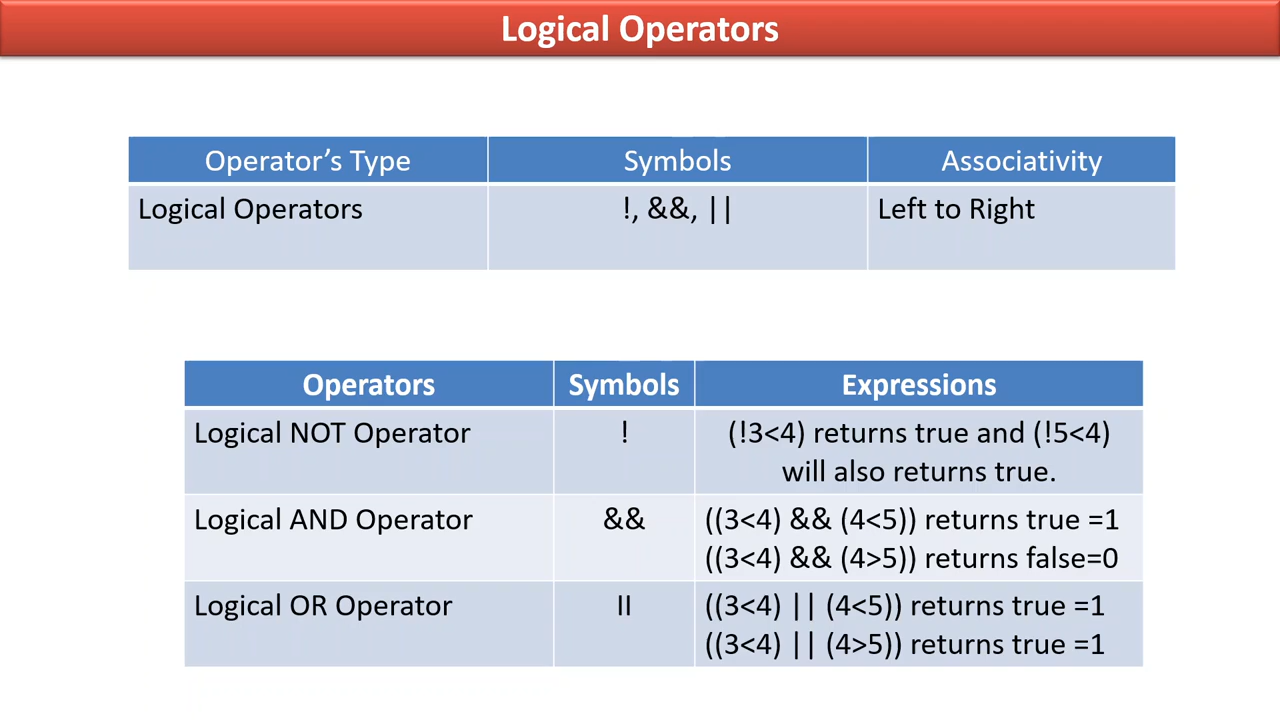 Logical Operators
Operator’s Type Symbols Associativity
Logical Operators !, &&, || Left to Right
Operators Symbols Expressions
Logical NOT Operator ! (!3<4) returns true and (!5<4)
will also returns true.
Logical AND Operator && ((3<4) && (4<5)) returns true =1
((3<4) && (4>5)) returns false=0
Logical OR Operator II ((3<4) || (4<5)) returns true =1
((3<4) || (4>5)) returns true =1